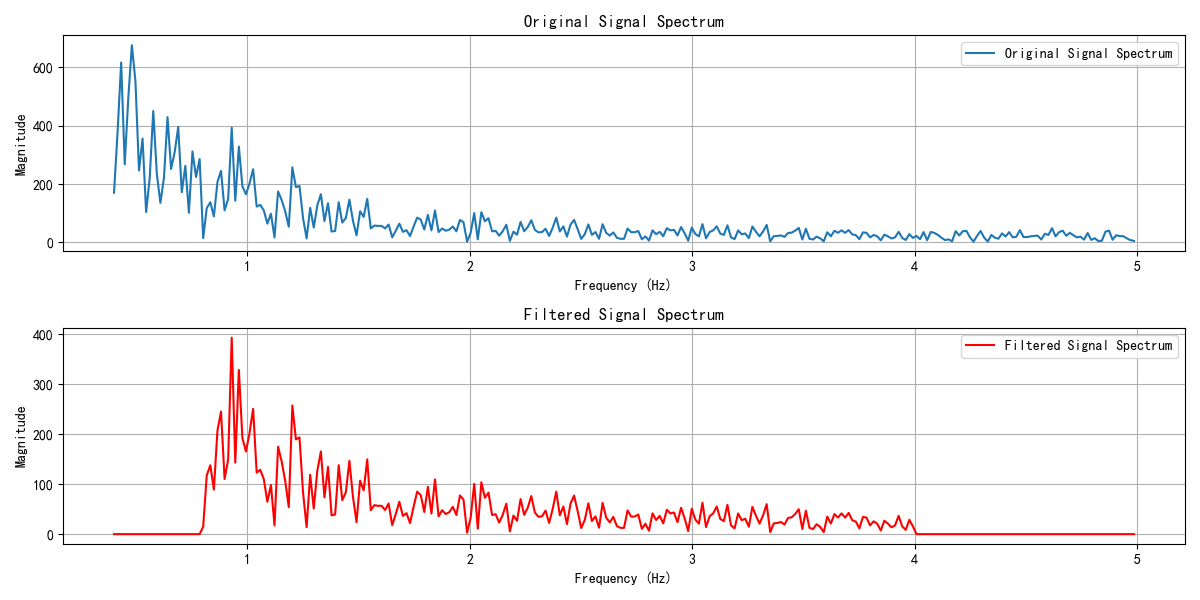 Original Signal Spectrum
Original Signal Spectrum
Magnitude
600
400
200
0
1 2 3 4 5
Frequency (Hz)
Filtered Signal Spectrum
Filtered Signal Spectrum
Magnitude
400
300
200
100
0
1 2 3 4 5
Frequency (Hz)